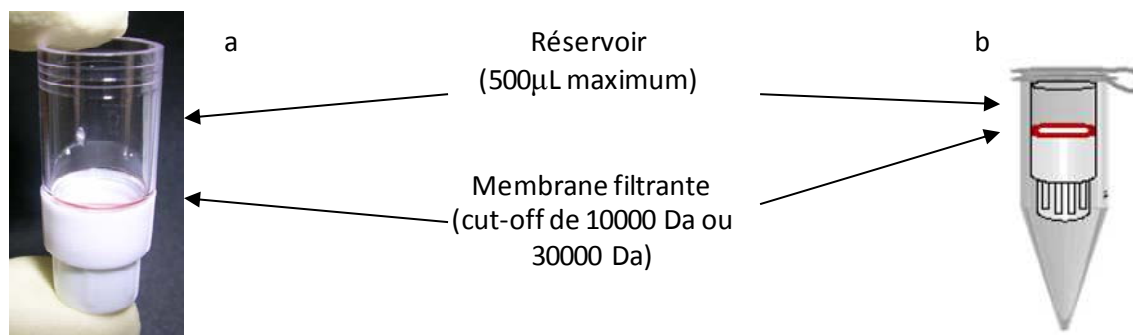 a
Réservoir
(500μL maximum)
b
Membrane filtrante
(cut-off de 10000 Da ou
30000 Da)